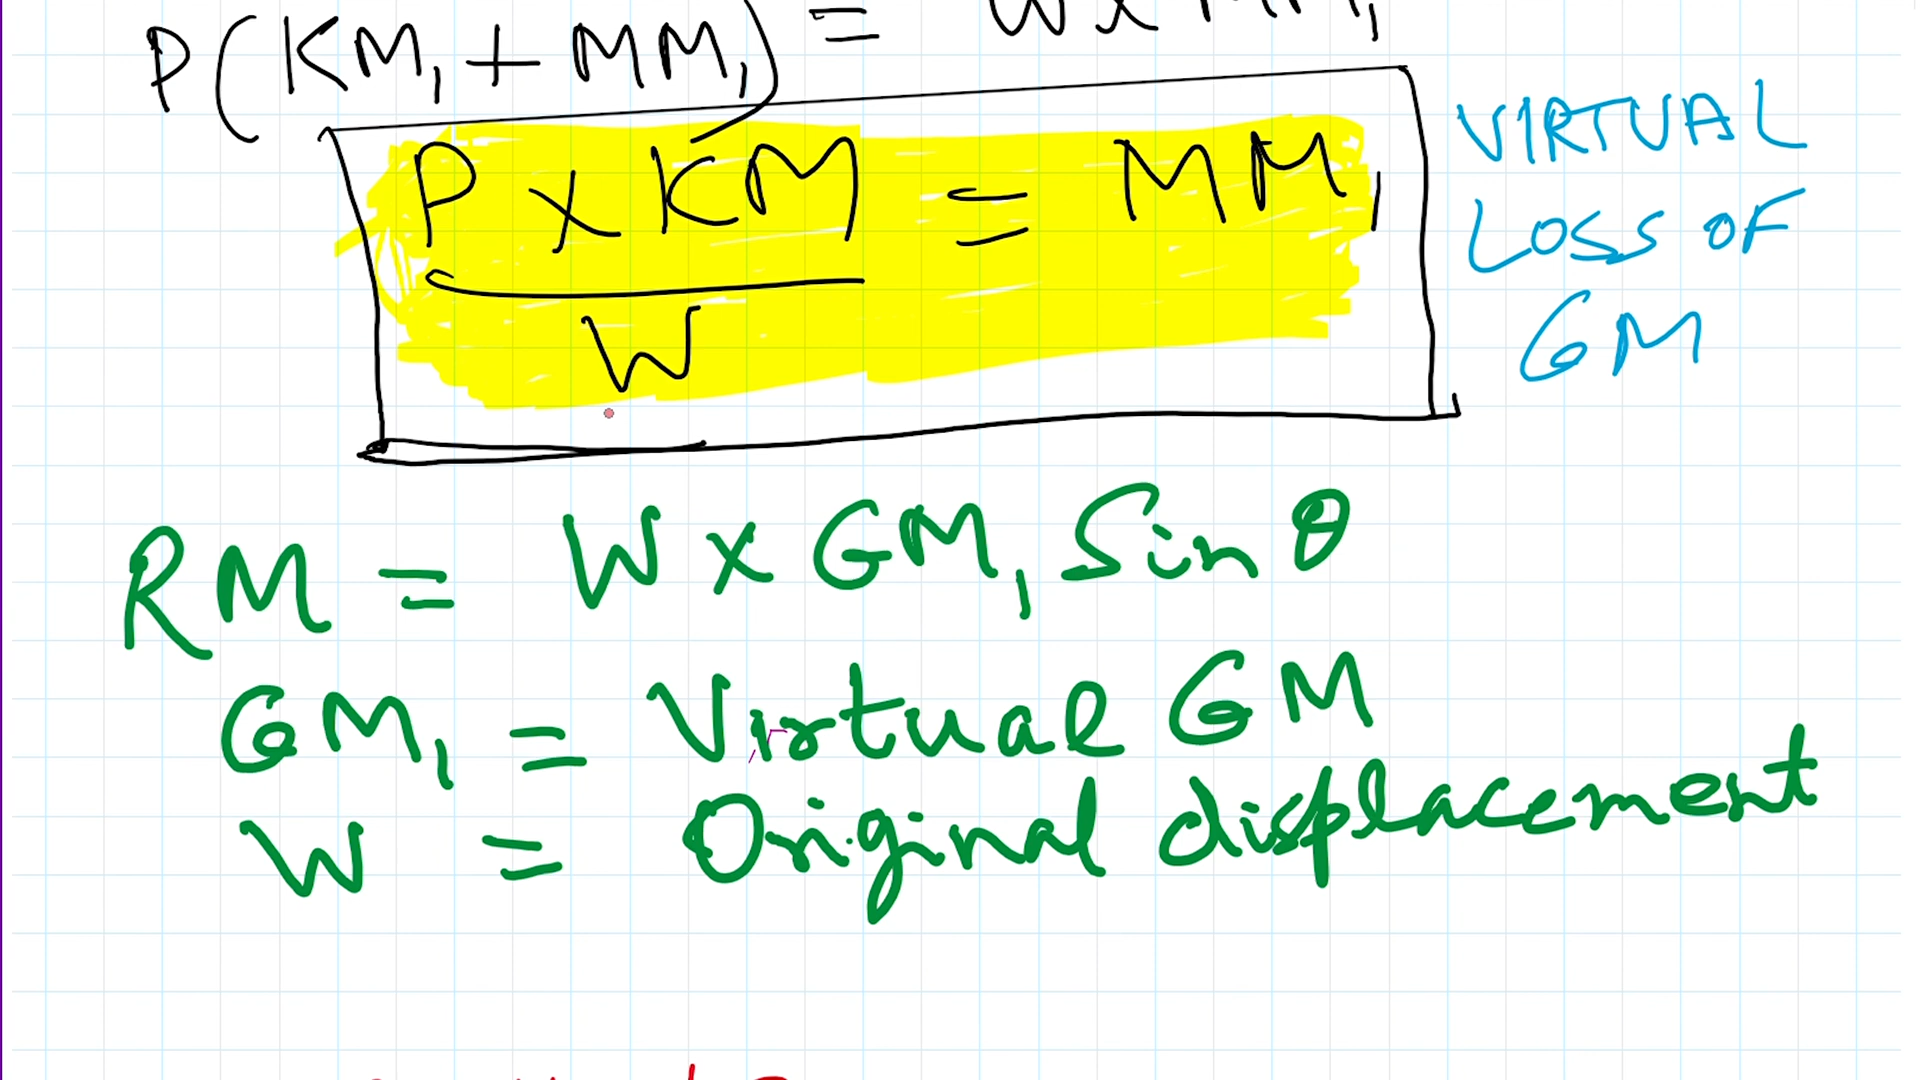 P(KM₁ + MM₁) = W x MM₁
P x KM / W = MM₁
VIRTUAL
LOSS OF
GM
RM = W x GM₁ Sin θ
GM₁ = Virtual GM
W = Original displacement